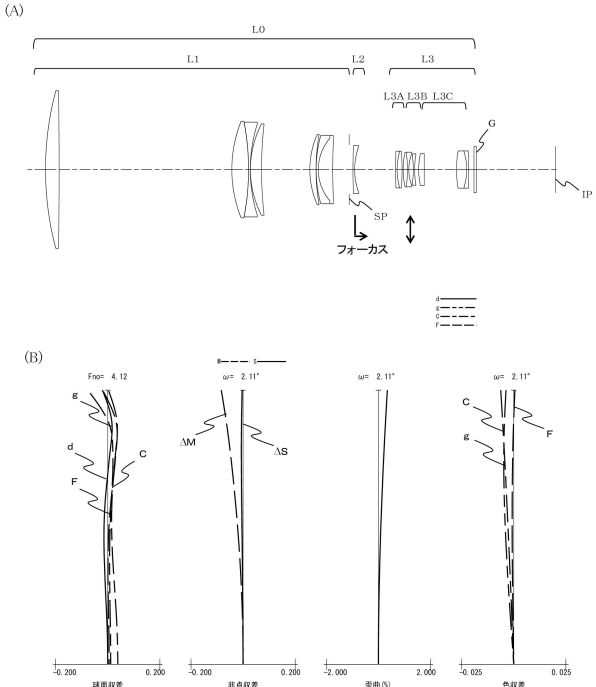 (A)
L0
L1 L2 L3
L3A L3B L3C
G
SP
IP
フォーカス
d
g
C
F
(B)
M S
Fno= 4.12 ω= 2.11° ω= 2.11° ω= 2.11°
g
d
F
C
ΔM
ΔS
C
g
F
-0.200 0.200 -0.200 0.200 -2.000 2.000 -0.025 0.025
球面収差 非点収差 歪曲(%) 色収差